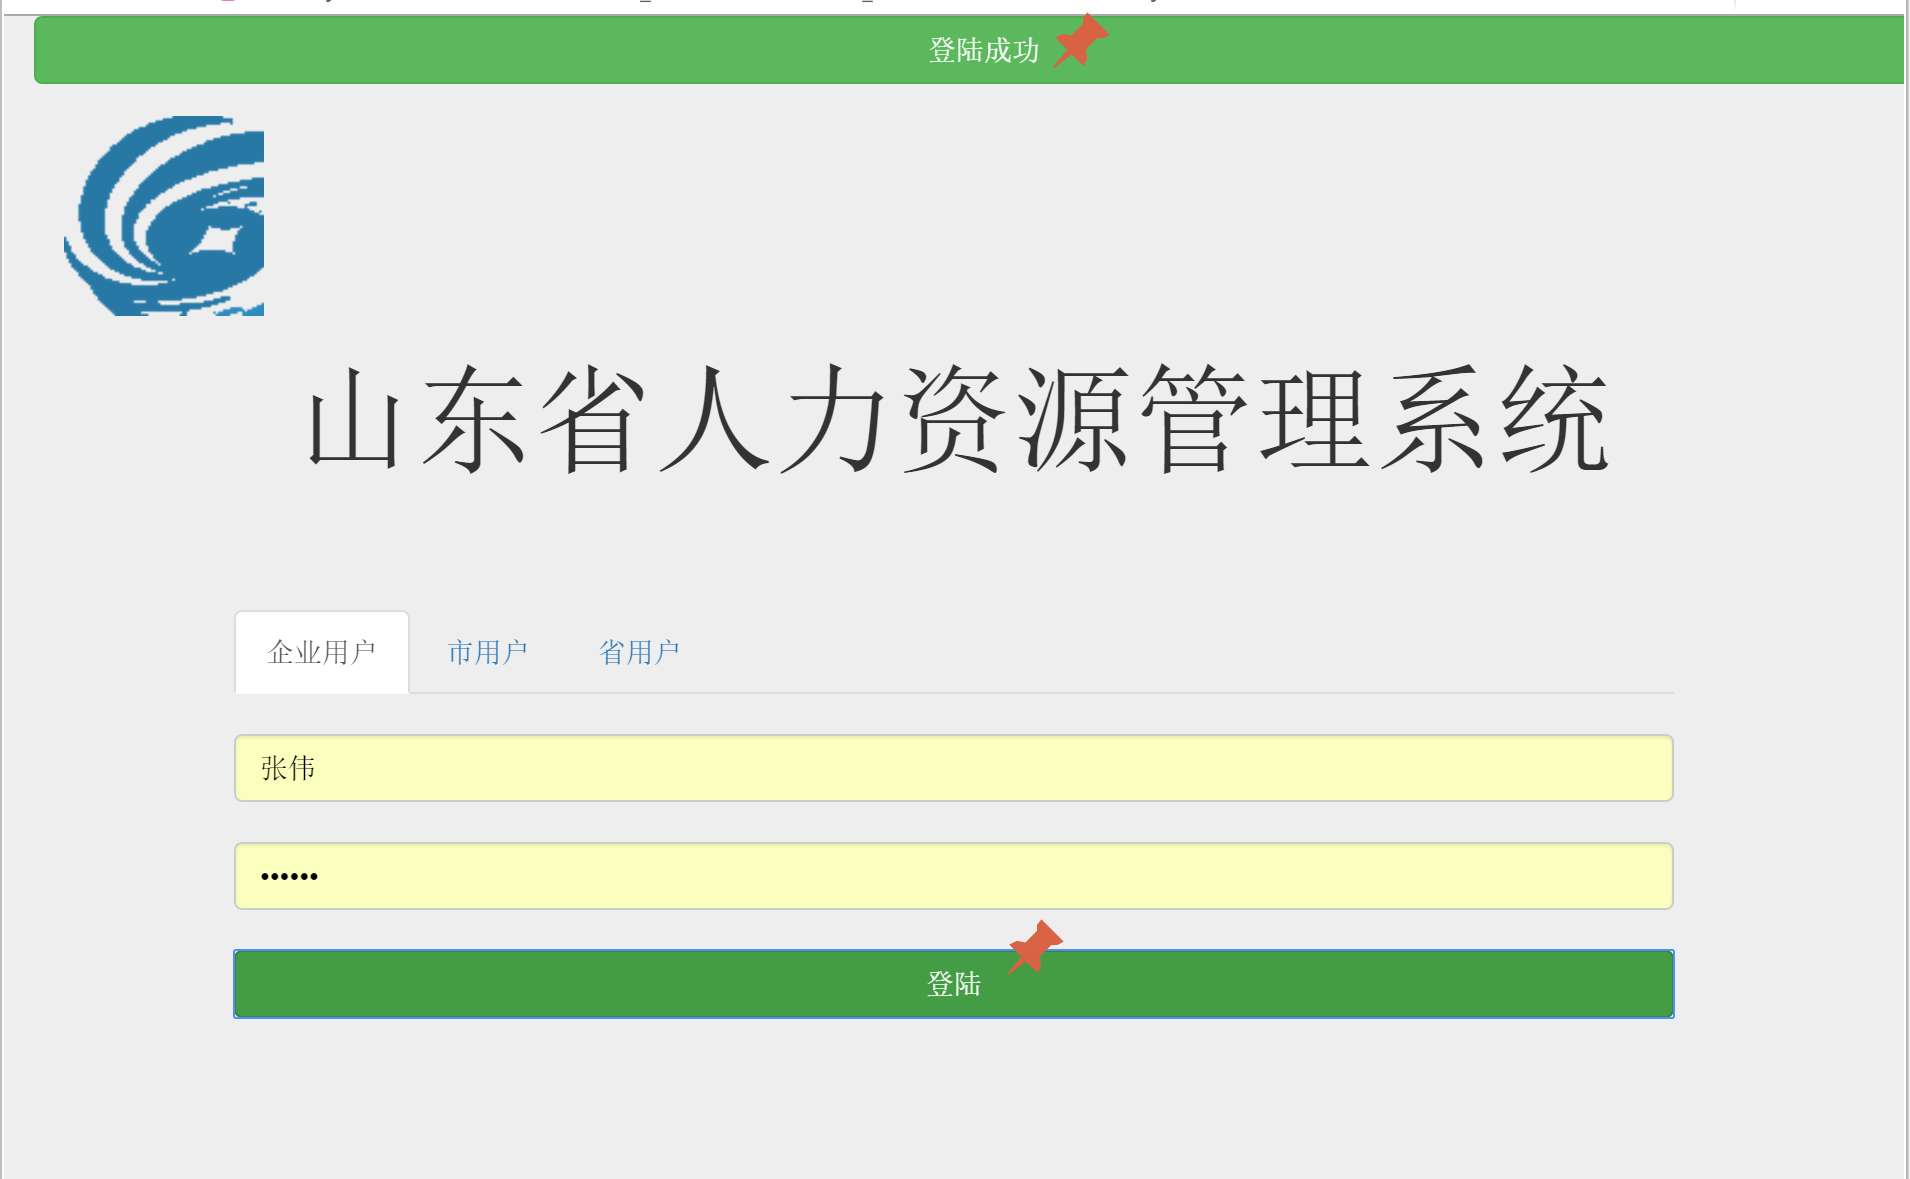 登陆成功
山东省人力资源管理系统
企业用户 市用户 省用户
张伟
••••••
登陆